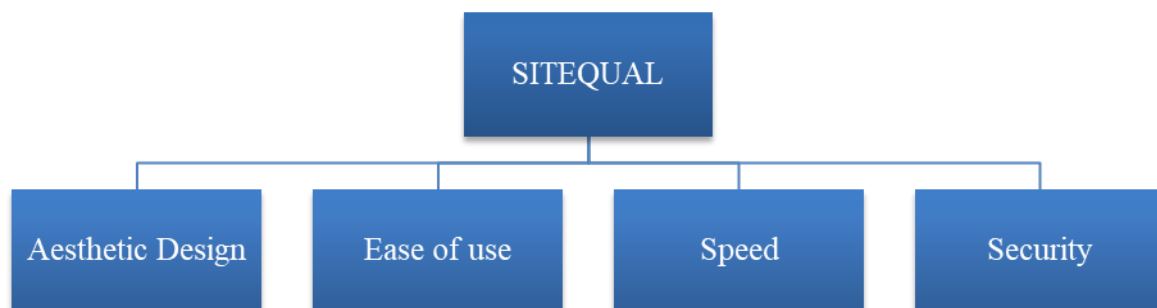 SITEQUAL
Aesthetic Design
Ease of use
Speed
Security